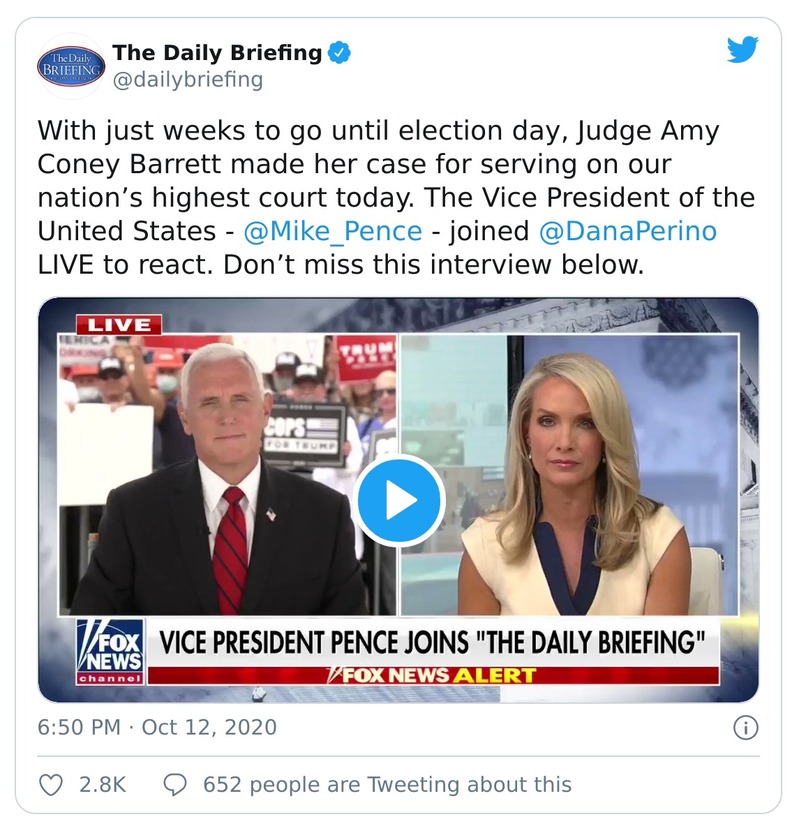 The Daily Briefing
@dailybriefing
The Daily
BRIEFING
With just weeks to go until election day, Judge Amy
Coney Barrett made her case for serving on our
nation’s highest court today. The Vice President of the
United States - @Mike_Pence - joined @DanaPerino
LIVE to react. Don’t miss this interview below.
LIVE
TRUMP
COPS
FOR TRUMP
FOX
NEWS
channel
VICE PRESIDENT PENCE JOINS "THE DAILY BRIEFING"
FOX NEWS ALERT
6:50 PM · Oct 12, 2020
2.8K
652 people are Tweeting about this